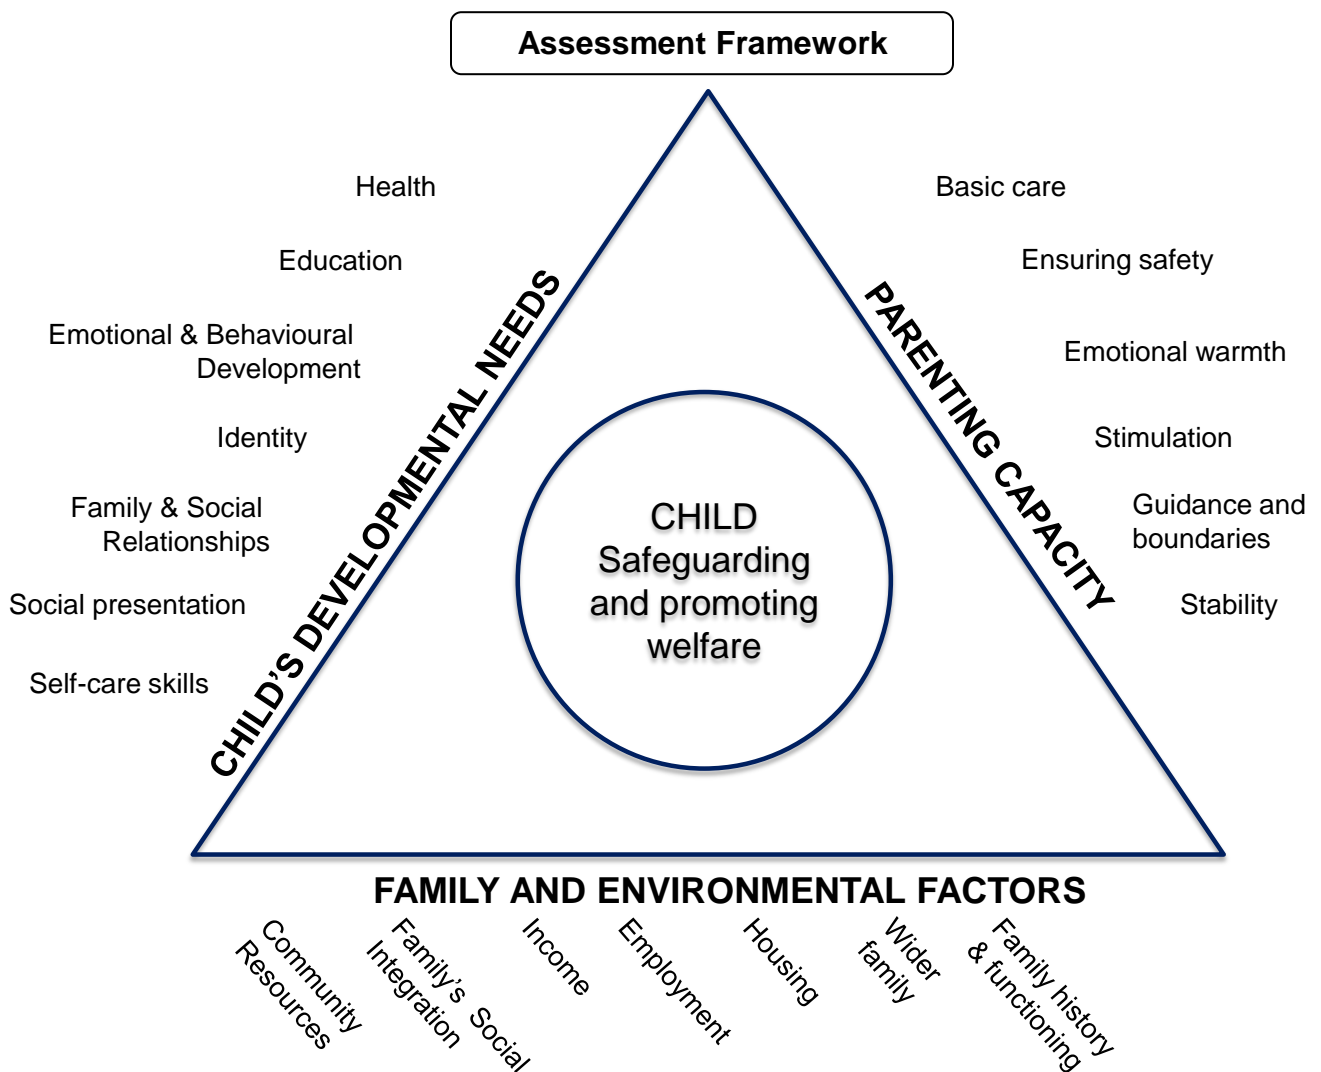 Assessment Framework
Health
Education
Emotional & Behavioural
Development
Identity
Family & Social
Relationships
Social presentation
Self-care skills
CHILD’S DEVELOPMENTAL NEEDS
CHILD
Safeguarding
and promoting
welfare
PARENTING CAPACITY
Basic care
Ensuring safety
Emotional warmth
Stimulation
Guidance and
boundaries
Stability
FAMILY AND ENVIRONMENTAL FACTORS
Community
Resources
Family’s Social
Integration
Income
Employment
Housing
Wider
family
Family history
& functioning